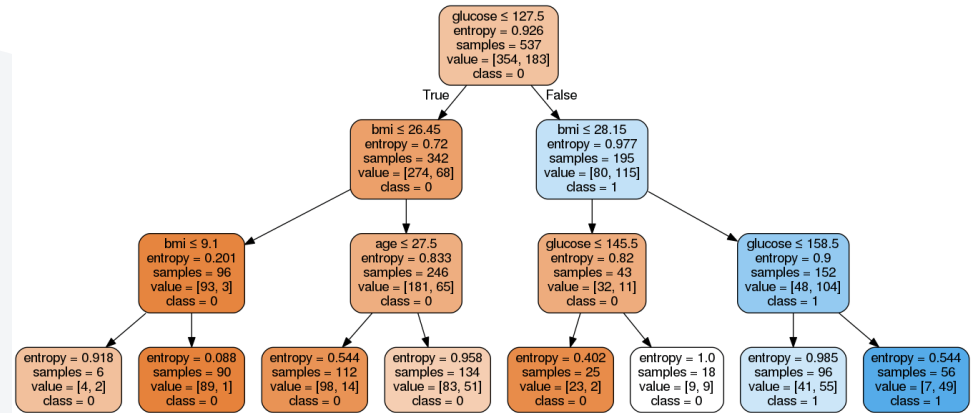 glucose ≤ 127.5
entropy = 0.926
samples = 537
value = [354, 183]
class = 0
True
False
bmi ≤ 26.45
entropy = 0.72
samples = 342
value = [274, 68]
class = 0
bmi ≤ 28.15
entropy = 0.977
samples = 195
value = [80, 115]
class = 1
bmi ≤ 9.1
entropy = 0.201
samples = 96
value = [93, 3]
class = 0
age ≤ 27.5
entropy = 0.833
samples = 246
value = [181, 65]
class = 0
glucose ≤ 145.5
entropy = 0.82
samples = 43
value = [32, 11]
class = 0
glucose ≤ 158.5
entropy = 0.9
samples = 152
value = [48, 104]
class = 1
entropy = 0.918
samples = 6
value = [4, 2]
class = 0
entropy = 0.088
samples = 90
value = [89, 1]
class = 0
entropy = 0.544
samples = 112
value = [98, 14]
class = 0
entropy = 0.958
samples = 134
value = [83, 51]
class = 0
entropy = 0.402
samples = 25
value = [23, 2]
class = 0
entropy = 1.0
samples = 18
value = [9, 9]
class = 0
entropy = 0.985
samples = 96
value = [41, 55]
class = 1
entropy = 0.544
samples = 56
value = [7, 49]
class = 1